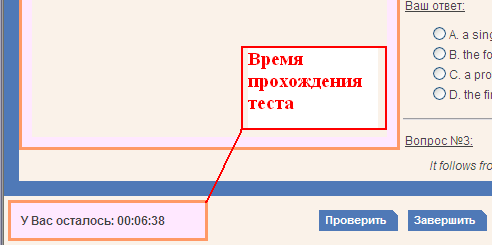 Ваш ответ:
A. a sing
B. the fo
C. a pro
D. the fi
Время
прохождения
теста
Вопрос №3:
It follows fro
У Вас осталось: 00:06:38
Проверить
Завершить